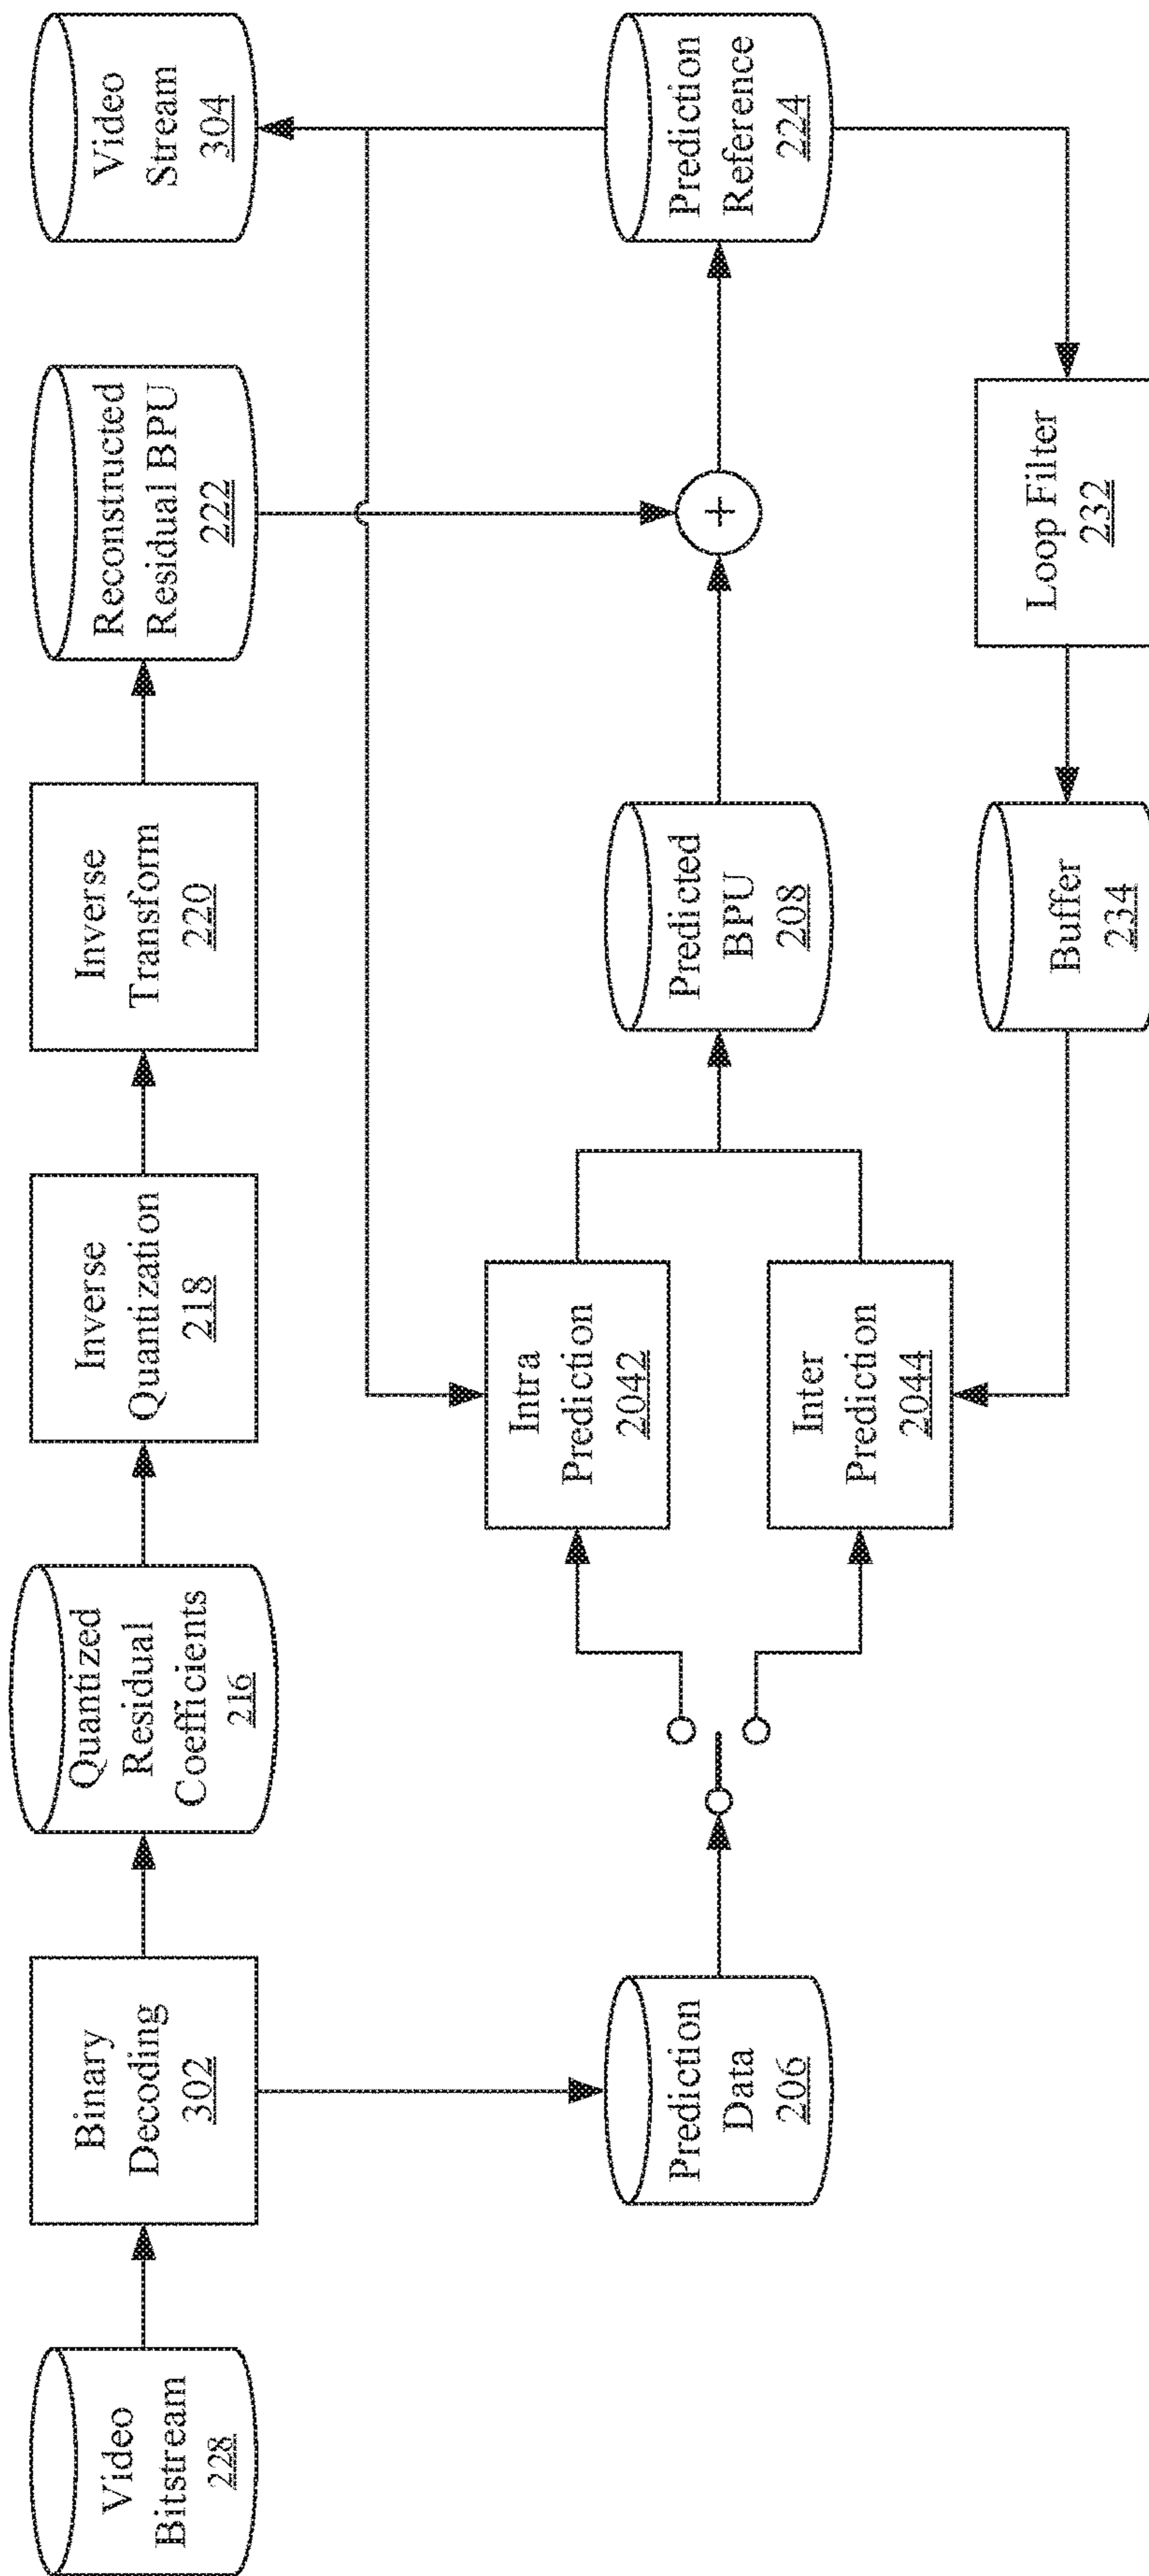 Video
Bitstream
228
Binary
Decoding
302
Quantized
Residual
Coefficients
216
Inverse
Quantization
218
Inverse
Transform
220
Reconstructed
Residual BPU
222
Video
Stream
304
Prediction
Data
206
Intra
Prediction
2042
Inter
Prediction
2044
Predicted
BPU
208
+
Prediction
Reference
224
Buffer
234
Loop Filter
232